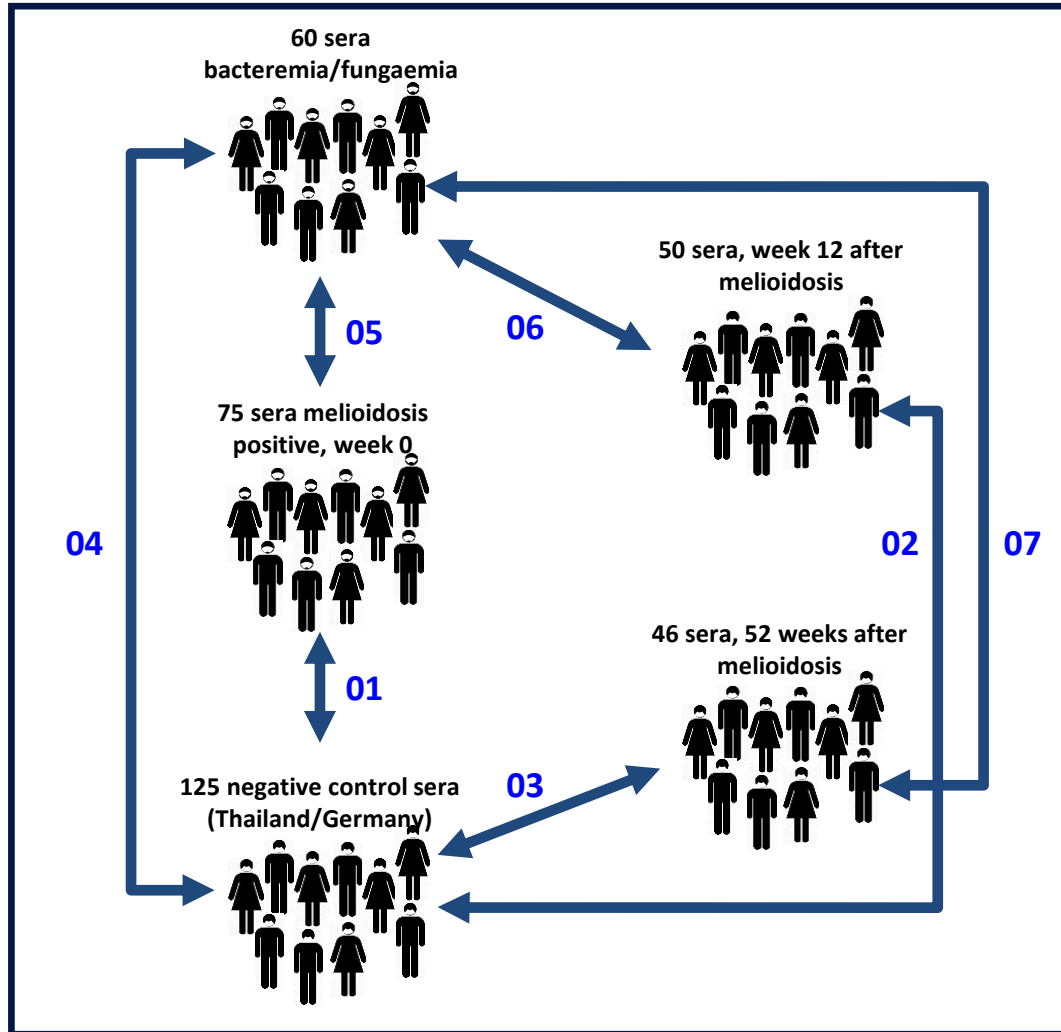 60 sera
bacteremia/fungaemia
50 sera, week 12 after
melioidosis
05
06
75 sera melioidosis
positive, week 0
04
02
07
46 sera, 52 weeks after
melioidosis
01
125 negative control sera
(Thailand/Germany)
03